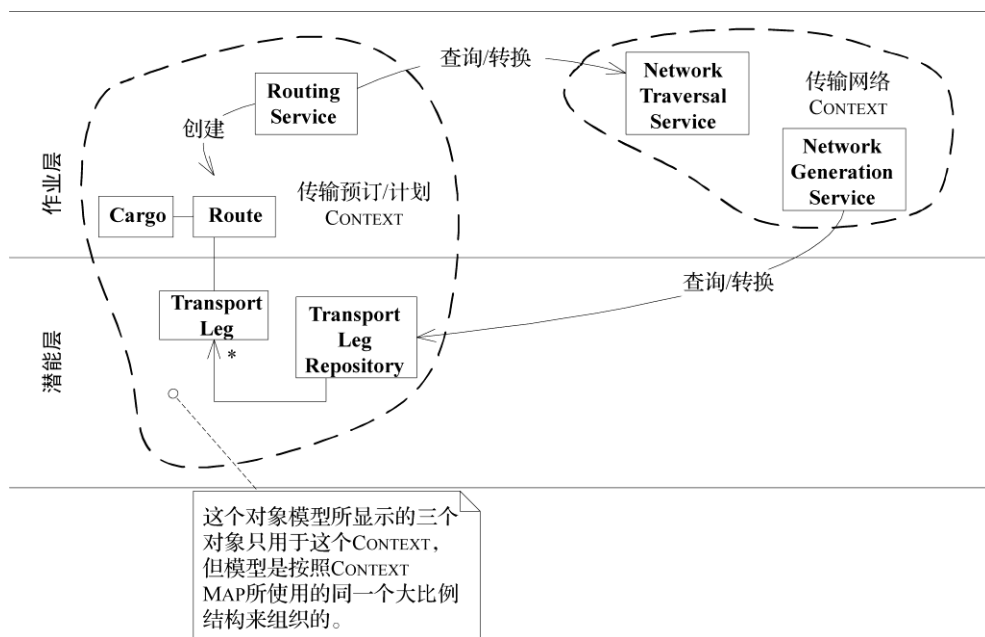 查询/转换
Routing
Service
Network
Traversal
Service
传输网络
CONTEXT
创建
Network
Generation
Service
作业层
传输预订/计划
CONTEXT
Cargo
Route
查询/转换
Transport
Leg
*
Transport
Leg
Repository
潜能层
这个对象模型所显示的三个
对象只用于这个CONTEXT，
但模型是按照CONTEXT
MAP所使用的同一个大比例
结构来组织的。